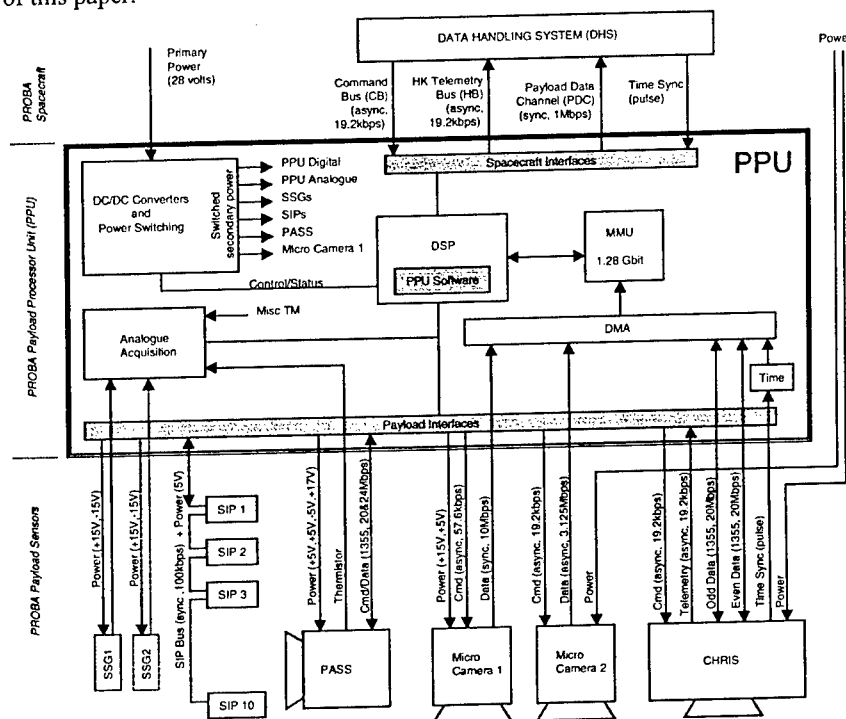 of this paper.
DATA HANDLING SYSTEM (DHS)
Power
Primary
Power
(28 volts)
Command
Bus (CB)
(async,
19.2kbps)
HK Telemetry
Bus (HB)
(async,
19.2kbps)
Payload Data
Channel (PDC)
(sync, 1Mbps)
Time Sync
(pulse)
PROBA
Spacecraft
Spacecraft Interfaces
PPU
DC/DC Converters
and
Power Switching
Switched
secondary power
PPU Digital
PPU Analogue
SSGs
SIPs
PASS
Micro Camera 1
DSP
PPU Software
MMU
1.28 Gbit
Control/Status
Misc TM
DMA
Analogue
Acquisition
Time
PROBA Payload Processor Unit (PPU)
Payload Interfaces
PROBA Payload Sensors
Power (+15V,-15V)
Power (+15V,-15V)
SIP Bus (sync, 100kbps) + Power (5V)
SIP 1
SIP 2
SIP 3
SIP 10
SSG1
SSG2
Power (+5V,+5V,-5V,+17V)
Thermistor
Cmd/Data (1355, 20&24Mbps)
PASS
Power (+15V,+5V)
Cmd (async, 57.6kbps)
Data (sync, 10Mbps)
Micro
Camera 1
Cmd (async, 19.2kbps)
Data (async, 3.125Mbps)
Power
Micro
Camera 2
Cmd (async, 19.2kbps)
Telemetry (async, 19.2kbps)
Odd Data (1355, 20Mbps)
Even Data (1355, 20Mbps)
Time Sync (pulse)
Power
CHRIS